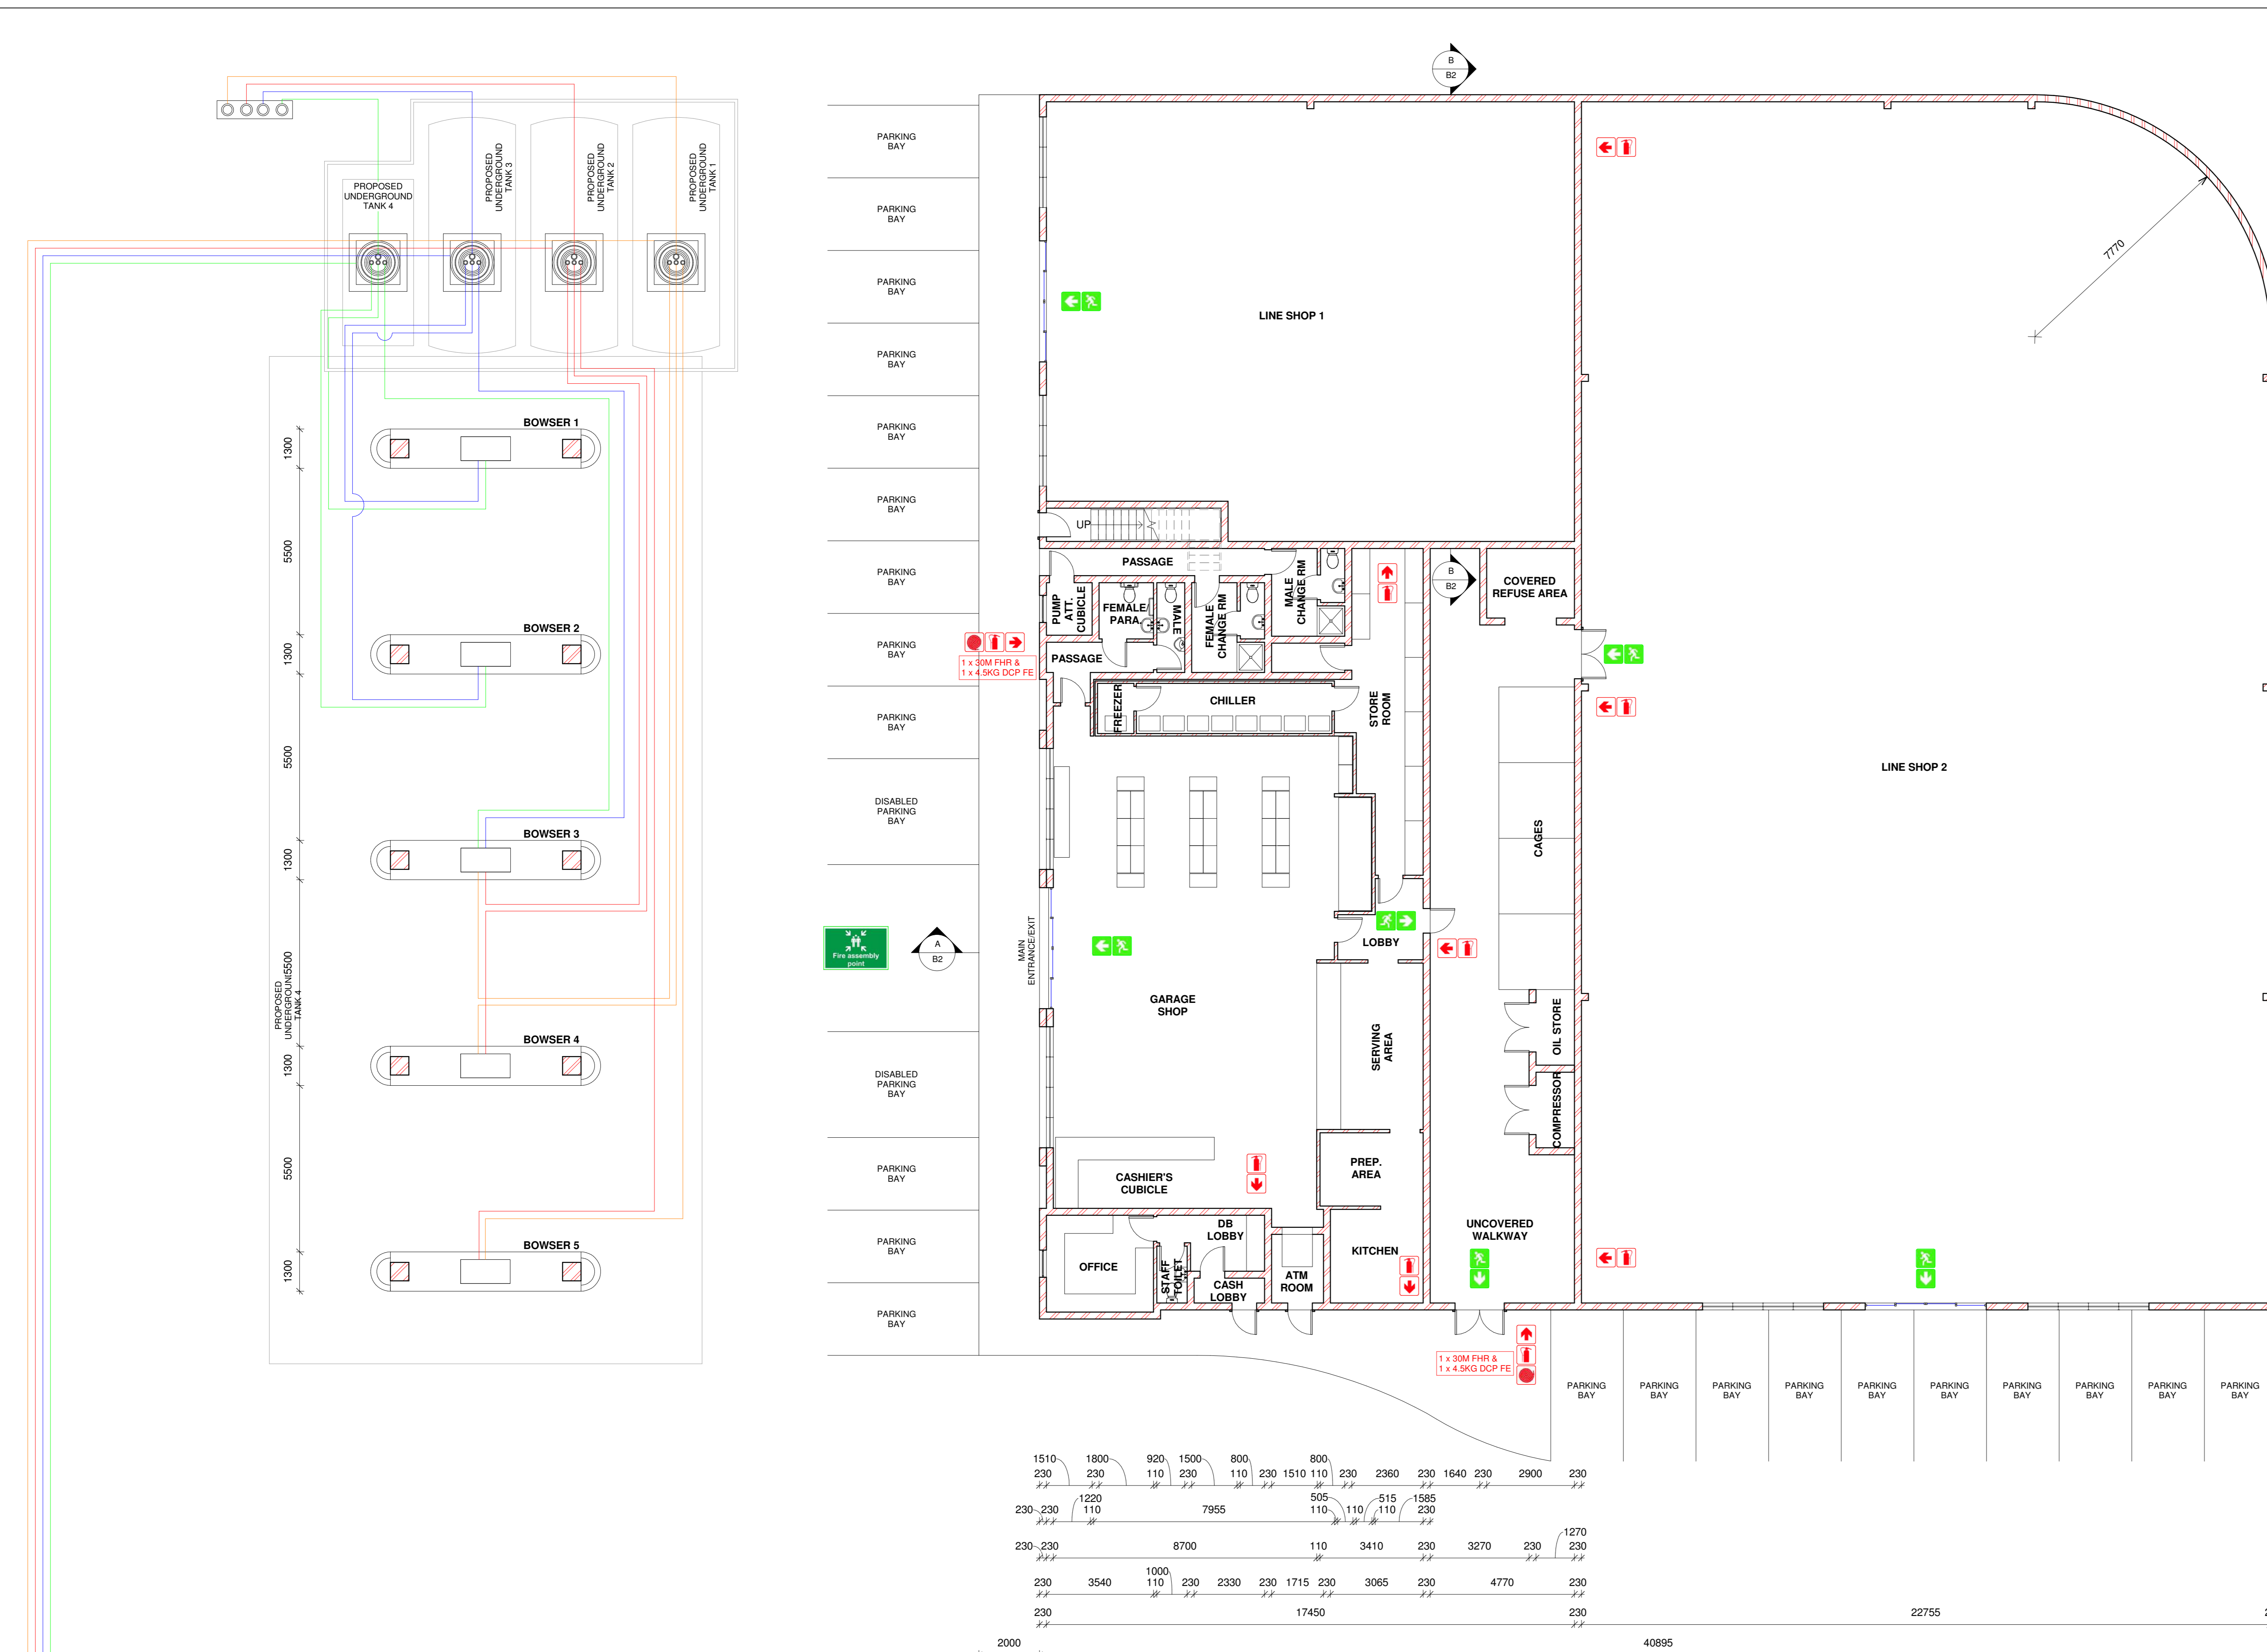 B
B2
PROPOSED
UNDERGROUND
TANK 4
PROPOSED
UNDERGROUND
TANK 3
PROPOSED
UNDERGROUND
TANK 2
PROPOSED
UNDERGROUND
TANK 1
BOWSER 1
BOWSER 2
BOWSER 3
BOWSER 4
BOWSER 5
1300
5500
1300
5500
1300
5500
1300
5500
1300
PROPOSED
UNDERGROUND
TANK 4
PARKING
BAY
PARKING
BAY
PARKING
BAY
PARKING
BAY
PARKING
BAY
PARKING
BAY
PARKING
BAY
PARKING
BAY
PARKING
BAY
DISABLED
PARKING
BAY
Fire assembly
point
A
B2
DISABLED
PARKING
BAY
PARKING
BAY
PARKING
BAY
PARKING
BAY
MAIN
ENTRANCE/EXIT
1 x 30M FHR &
1 x 4.5KG DCP FE
LINE SHOP 1
7770
UP
PASSAGE
PUMP
ATT.
CUBICLE
FEMALE/
PARA.
MALE
FEMALE
CHANGE RM
MALE
CHANGE RM
PASSAGE
FREEZER
CHILLER
STORE
ROOM
B
B2
COVERED
REFUSE AREA
LINE SHOP 2
CAGES
LOBBY
GARAGE
SHOP
SERVING
AREA
OIL STORE
COMPRESSOR
PREP.
AREA
CASHIER'S
CUBICLE
DB
LOBBY
OFFICE
STAFF
TOILET
CASH
LOBBY
ATM
ROOM
KITCHEN
UNCOVERED
WALKWAY
1 x 30M FHR &
1 x 4.5KG DCP FE
PARKING
BAY
PARKING
BAY
PARKING
BAY
PARKING
BAY
PARKING
BAY
PARKING
BAY
PARKING
BAY
PARKING
BAY
PARKING
BAY
PARKING
BAY
1510 1800 920 1500 800 800
230 230 110 230 110 230 1510 110 230 2360 230 1640 230 2900 230
1220 505 515 1585
230 230 110 7955 110 110 110 230
1270
230 230 8700 110 3410 230 3270 230 230
1000
230 3540 110 230 2330 230 1715 230 3065 230 4770 230
230 17450 230 22755
2000 40895